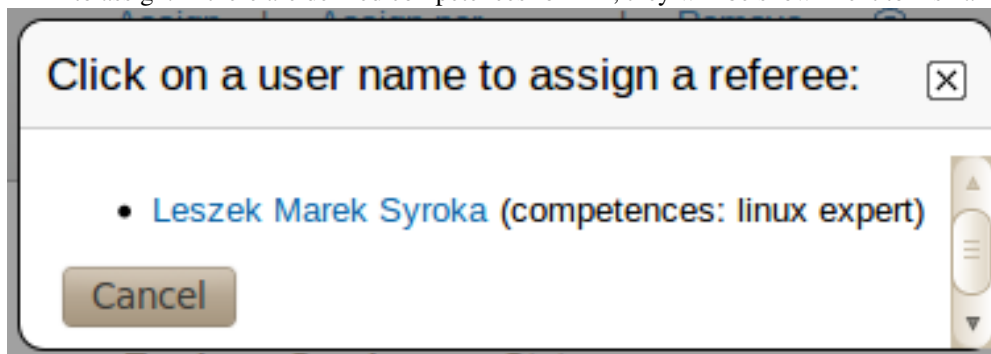 Click on a user name to assign a referee:
Leszek Marek Syroka (competences: linux expert)
Cancel